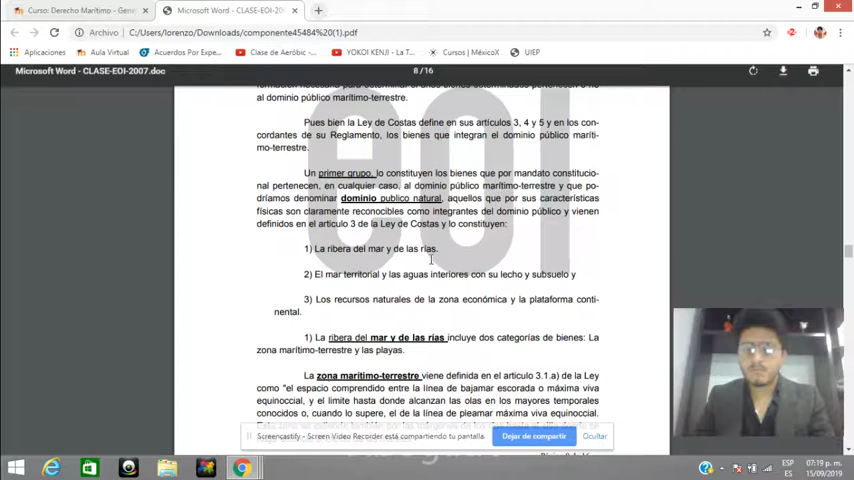 Curso: Derecho Marítimo - Gene
Microsoft Word - CLASE-EOI-200
Archivo | C:/Users/lorenzo/Downloads/componente45484%20(1).pdf
Aplicaciones
Aula Virtual
Acuerdos Por Expe...
Clase de Aeróbic -...
YOKOI KENJI - La T...
Cursos | MéxicoX
UIEP
Microsoft Word - CLASE-EOI-2007.doc
8 / 16
al dominio público marítimo-terrestre.
Pues bien la Ley de Costas define en sus artículos 3, 4 y 5 y en los con-
cordantes de su Reglamento, los bienes que integran el dominio público maríti-
mo-terrestre.
Un primer grupo, lo constituyen los bienes que por mandato constitucio-
nal pertenecen, en cualquier caso, al dominio público marítimo-terrestre y que po-
dríamos denominar dominio publico natural, aquellos que por sus características
físicas son claramente reconocibles como integrantes del dominio público y vienen
definidos en el articulo 3 de la Ley de Costas y lo constituyen:
1) La ribera del mar y de las rías.
2) El mar territorial y las aguas interiores con su lecho y subsuelo y
3) Los recursos naturales de la zona económica y la plataforma conti-
nental.
1) La ribera del mar y de las rías incluye dos categorías de bienes: La
zona marítimo-terrestre y las playas.
La zona marítimo-terrestre viene definida en el artículo 3.1.a) de la Ley
como "el espacio comprendido entre la línea de bajamar escorada o máxima viva
equinoccial, y el limite hasta donde alcanzan las olas en los mayores temporales
conocidos o, cuando lo supere, el de la línea de pleamar máxima viva equinoccial.
eoi
Screencastify - Screen Video Recorder está compartiendo tu pantalla.
Dejar de compartir
Ocultar
ESP
ES
07:19 p. m.
15/09/2019